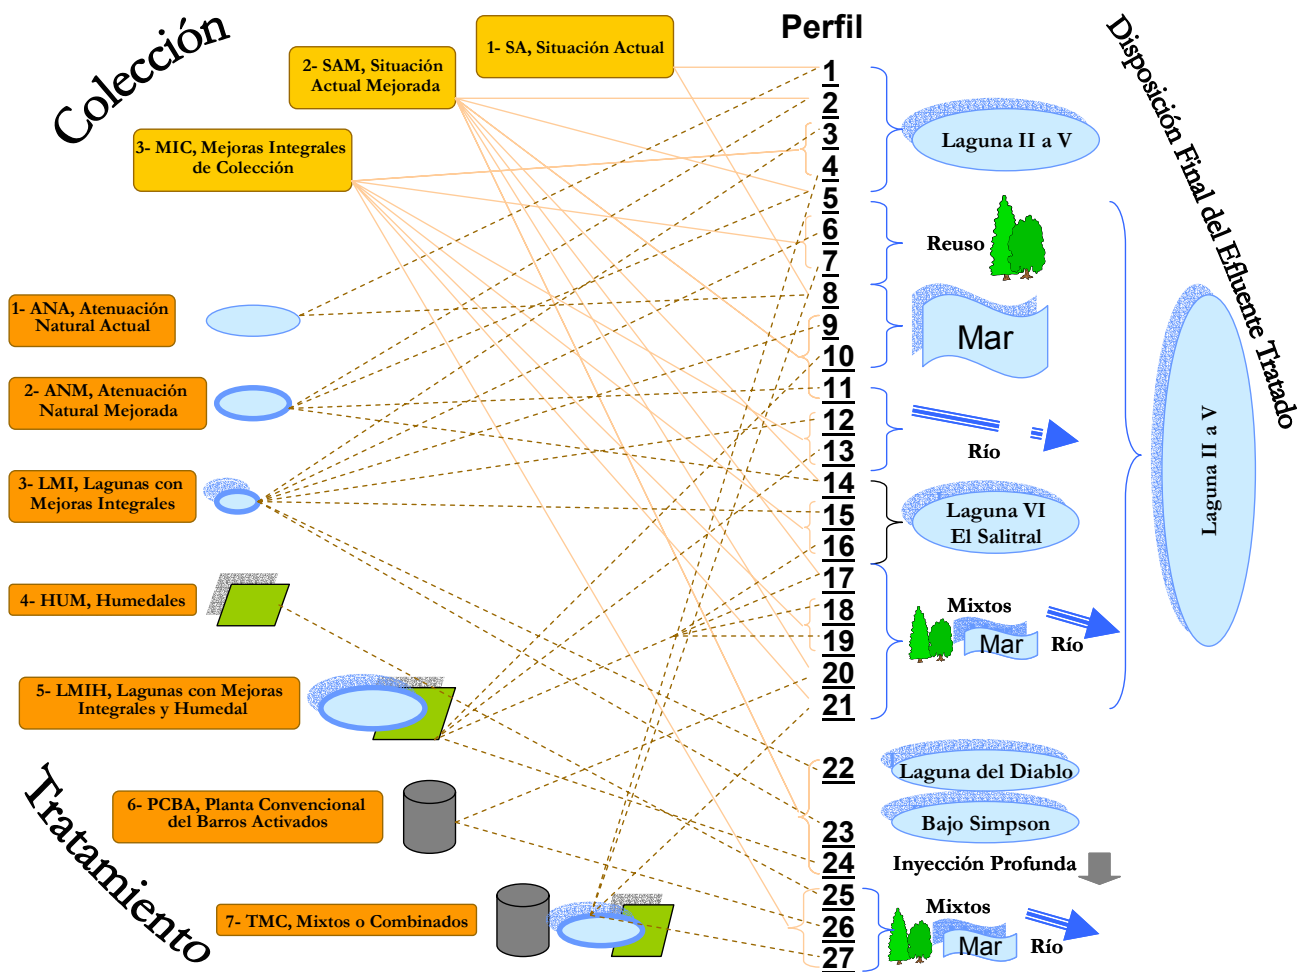 Colección
1- SA, Situación Actual
2- SAM, Situación
Actual Mejorada
3- MIC, Mejoras Integrales
de Colección
1- ANA, Atenuación
Natural Actual
2- ANM, Atenuación
Natural Mejorada
3- LMI, Lagunas con
Mejoras Integrales
4- HUM, Humedales
5- LMIH, Lagunas con Mejoras
Integrales y Humedal
6- PCBA, Planta Convencional
del Barros Activados
7- TMC, Mixtos o Combinados
Tratamiento
Perfil
1
2
3
4
5
6
7
8
9
10
11
12
13
14
15
16
17
18
19
20
21
22
23
24
25
26
27
Laguna II a V
Reuso
Mar
Río
Laguna VI
El Salitral
Mixtos
Mar
Río
Laguna del Diablo
Bajo Simpson
Inyección Profunda
Mixtos
Mar
Río
Laguna II a V
Disposición Final del Efluente Tratado